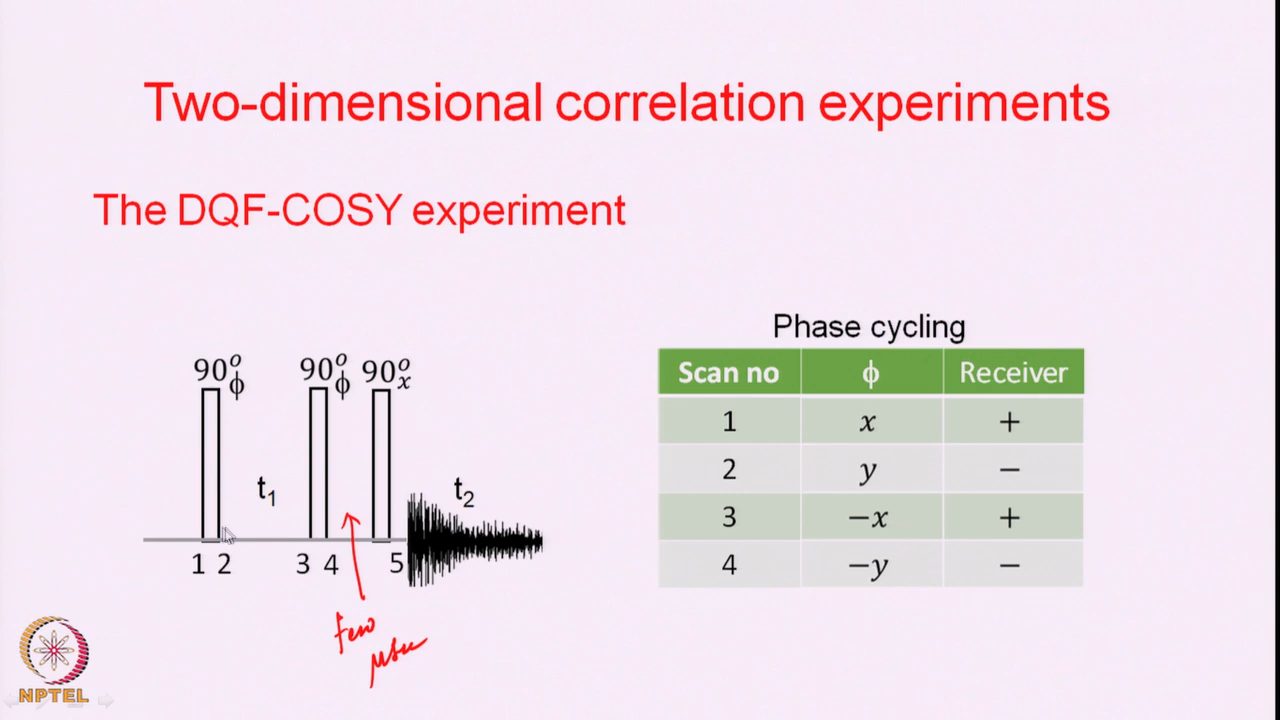 Two-dimensional correlation experiments
The DQF-COSY experiment
90°ϕ 90°ϕ 90°x
t₁ t₂
1 2 3 4 5
few
μsec
Phase cycling
Scan no ϕ Receiver
1 x +
2 y −
3 −x +
4 −y −
NPTEL